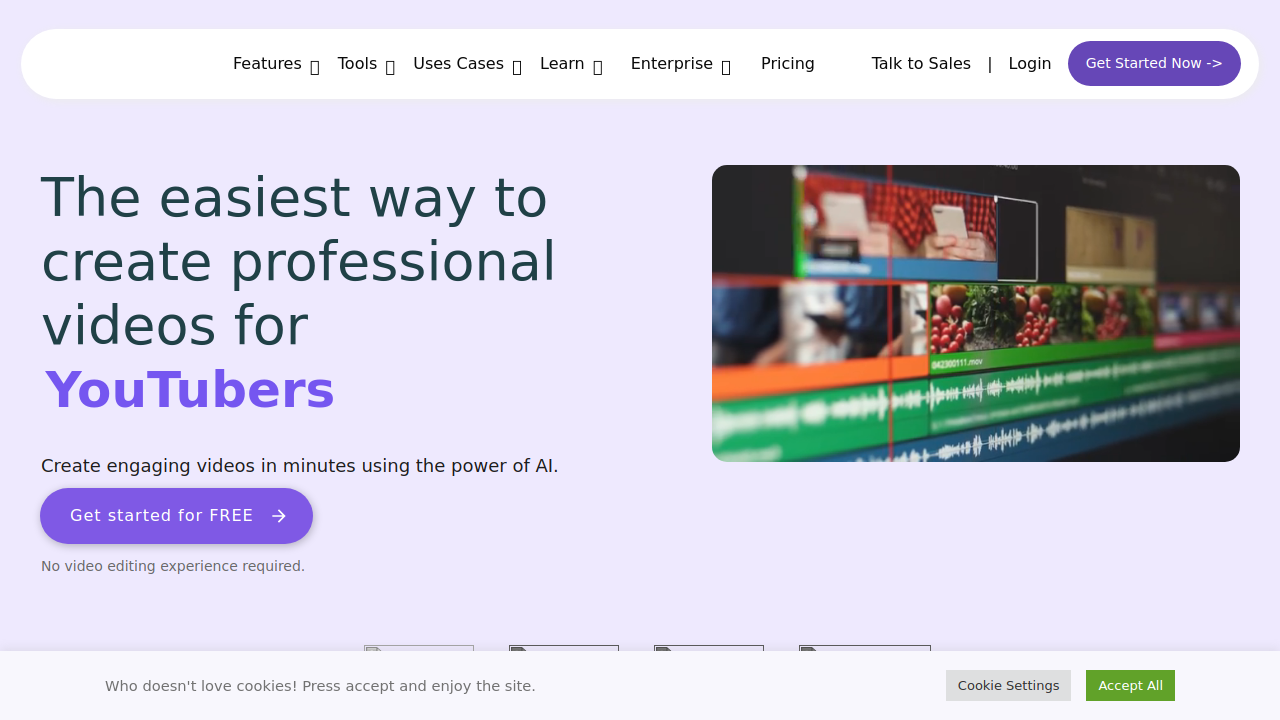 Features Tools Uses Cases Learn Enterprise Pricing Talk to Sales | Login Get Started Now ->
The easiest way to
create professional
videos for
YouTubers
Create engaging videos in minutes using the power of AI.
Get started for FREE →
No video editing experience required.
042300111.mov
Who doesn't love cookies! Press accept and enjoy the site.
Cookie Settings
Accept All